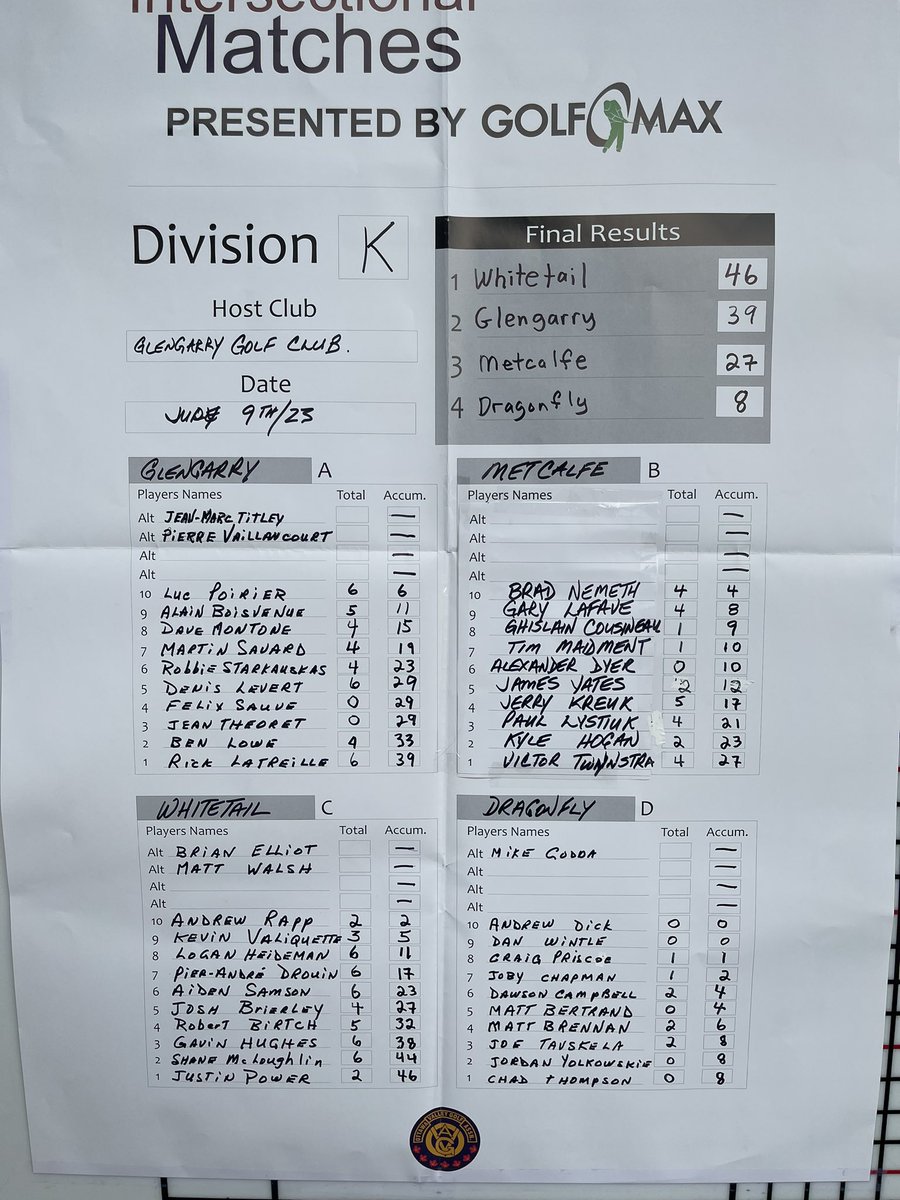 Intersectional
Matches
PRESENTED BY GOLFOMAX
Division K
Host Club
GLENGARRY GOLF CLUB.
Date
9TH/23
Final Results
1 Whitetail 46
2 Glengarry 39
3 Metcalfe 27
4 Dragonfly 8
GLENGARRY A
Players Names Total Accum.
Alt JEAN-MARC TITLEY —
Alt PIERRE VAILLANCOURT —
Alt —
Alt —
10 LUC POIRIER 6 6
9 ALAIN BOISVENUE 5 11
8 DAVE MONTONE 4 15
7 MARTIN SAVARD 4 19
6 ROBBIE STARKAUSKAS 4 23
5 DENIS LEVERT 6 29
4 FELIX SAUVE 0 29
3 JEAN THEORET 0 29
2 BEN LOWE 4 33
1 RICK LATREILLE 6 39
METCALFE B
Players Names Total Accum.
Alt —
Alt —
Alt —
Alt —
10 BRAD NEMETH 4 4
9 GARY LAFAVE 4 8
8 GHISLAIN COUSINEAU 1 9
7 TIM MAIDMENT 1 10
6 ALEXANDER DYER 0 10
5 JAMES YATES 2 12
4 JERRY KREUK 5 17
3 PAUL LYSTIUK 4 21
2 KYLE HOGAN 2 23
1 VICTOR 4 27
WHITETAIL C
Players Names Total Accum.
Alt BRIAN ELLIOT —
Alt MATT WALSH —
Alt —
Alt —
10 ANDREW RAPP 2 2
9 KEVIN VALIQUETTE 3 5
8 LOGAN HEIDEMAN 6 11
7 PIER-ANDRÉ DROUIN 6 17
6 AIDEN SAMSON 6 23
5 JOSH BRIERLEY 4 27
4 ROBERT BIRTCH 5 32
3 GAVIN HUGHES 6 38
2 SHANE McLoughlin 6 44
1 JUSTIN POWER 2 46
DRAGONFLY D
Players Names Total Accum.
Alt MIKE GODDA —
Alt —
Alt —
Alt —
10 ANDREW DICK 0 0
9 DAN WINTLE 0 0
8 CRAIG PRISCOE 1 1
7 JOBY CHAPMAN 1 2
6 DAWSON CAMPBELL 2 4
5 MATT BERTRAND 0 4
4 MATT BRENNAN 2 6
3 JOE TAUSKELA 2 8
2 JORDAN YOLKOWSKIE 0 8
1 CHAD THOMPSON 0 8
OTTAWA VALLEY GOLF ASSN.